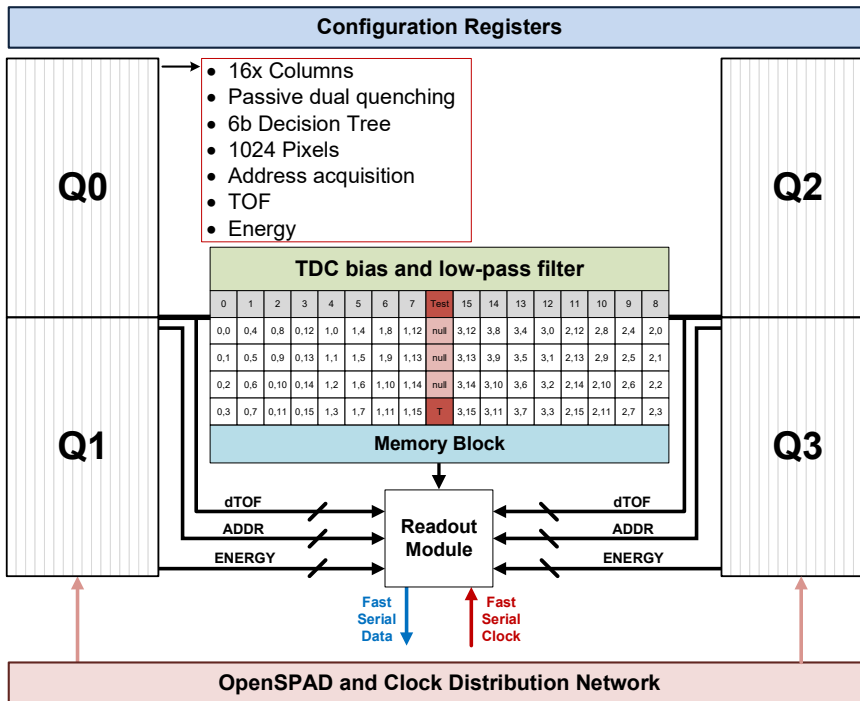 Configuration Registers
Q0
• 16x Columns
• Passive dual quenching
• 6b Decision Tree
• 1024 Pixels
• Address acquisition
• TOF
• Energy
Q2
TDC bias and low-pass filter
0 1 2 3 4 5 6 7 Test 15 14 13 12 11 10 9 8
0,0 0,4 0,8 0,12 1,0 1,4 1,8 1,12 null 3,12 3,8 3,4 3,0 2,12 2,8 2,4 2,0
0,1 0,5 0,9 0,13 1,1 1,5 1,9 1,13 null 3,13 3,9 3,5 3,1 2,13 2,9 2,5 2,1
0,2 0,6 0,10 0,14 1,2 1,6 1,10 1,14 null 3,14 3,10 3,6 3,2 2,14 2,10 2,6 2,2
0,3 0,7 0,11 0,15 1,3 1,7 1,11 1,15 T 3,15 3,11 3,7 3,3 2,15 2,11 2,7 2,3
Memory Block
Q1
Q3
dTOF
ADDR
ENERGY
Readout
Module
dTOF
ADDR
ENERGY
Fast
Serial
Data
Fast
Serial
Clock
OpenSPAD and Clock Distribution Network